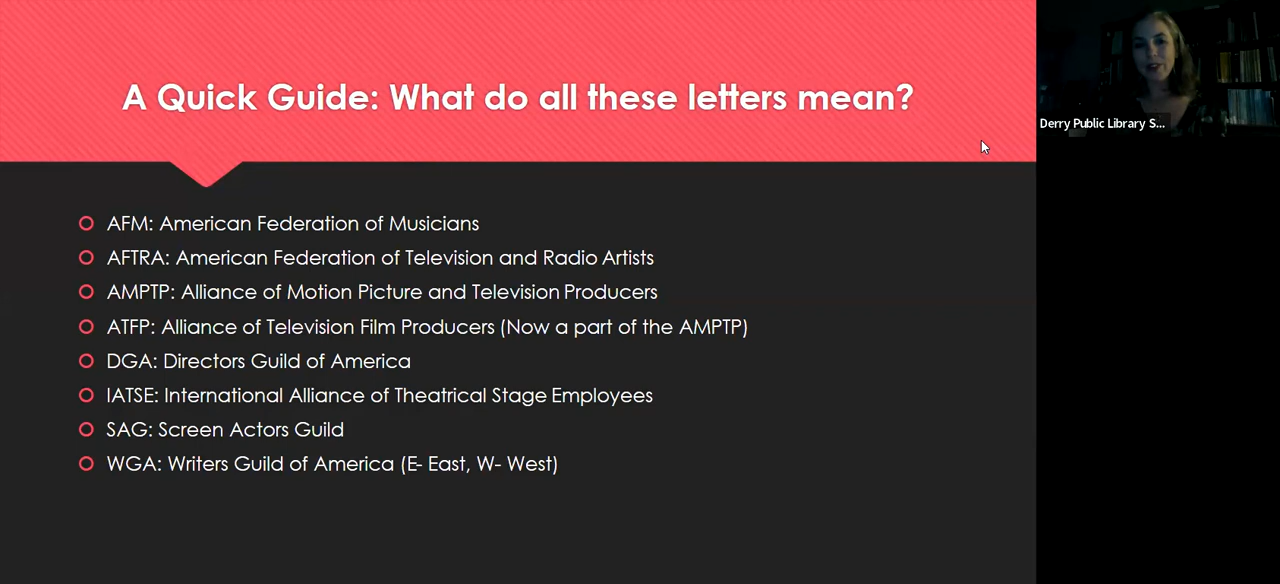 A Quick Guide: What do all these letters mean?
Derry Public Library S...
AFM: American Federation of Musicians
AFTRA: American Federation of Television and Radio Artists
AMPTP: Alliance of Motion Picture and Television Producers
ATFP: Alliance of Television Film Producers (Now a part of the AMPTP)
DGA: Directors Guild of America
IATSE: International Alliance of Theatrical Stage Employees
SAG: Screen Actors Guild
WGA: Writers Guild of America (E- East, W- West)